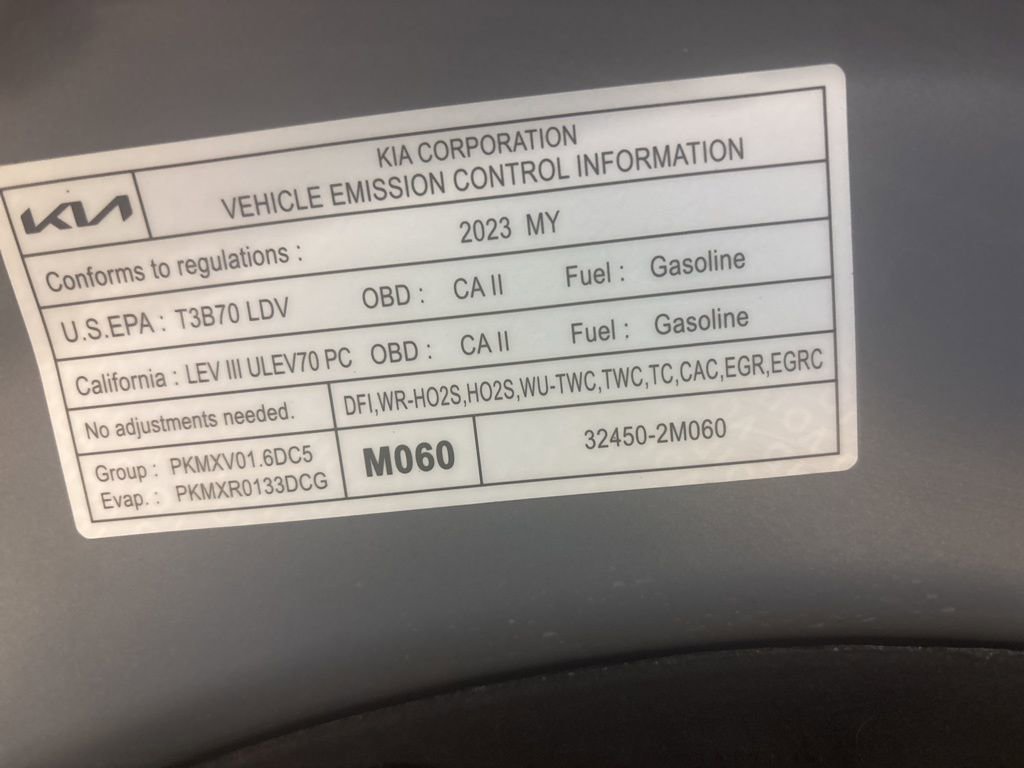 KIA
KIA CORPORATION
VEHICLE EMISSION CONTROL INFORMATION
Conforms to regulations : 2023 MY
U.S.EPA : T3B70 LDV OBD : CA II Fuel : Gasoline
California : LEV III ULEV70 PC OBD : CA II Fuel : Gasoline
No adjustments needed. DFI,WR-HO2S,HO2S,WU-TWC,TWC,TC,CAC,EGR,EGRC
Group : PKMXV01.6DC5
Evap. : PKMXR0133DCG
M060
32450-2M060